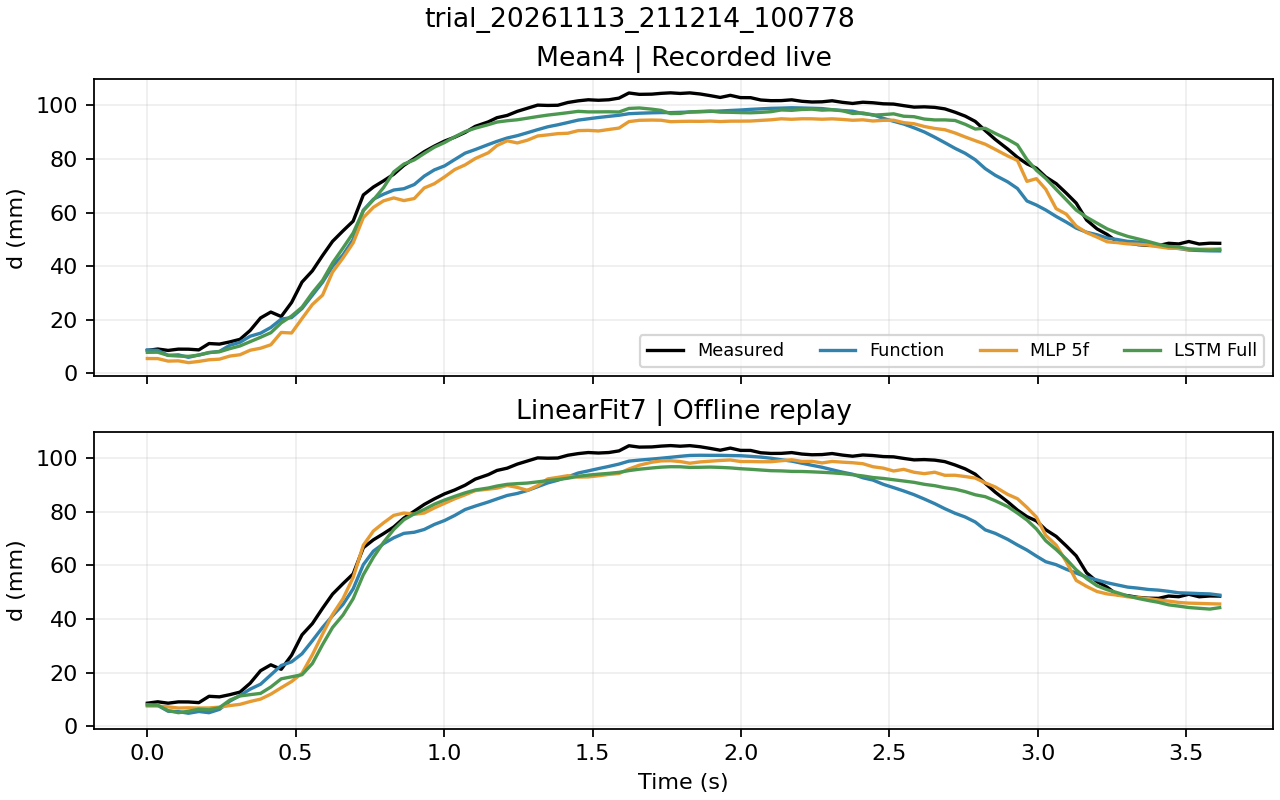 trial_20261113_211214_100778
Mean4 | Recorded live
100
80
60
40
20
0
d (mm)
Measured Function MLP 5f LSTM Full
LinearFit7 | Offline replay
100
80
60
40
20
0
d (mm)
0.0 0.5 1.0 1.5 2.0 2.5 3.0 3.5
Time (s)